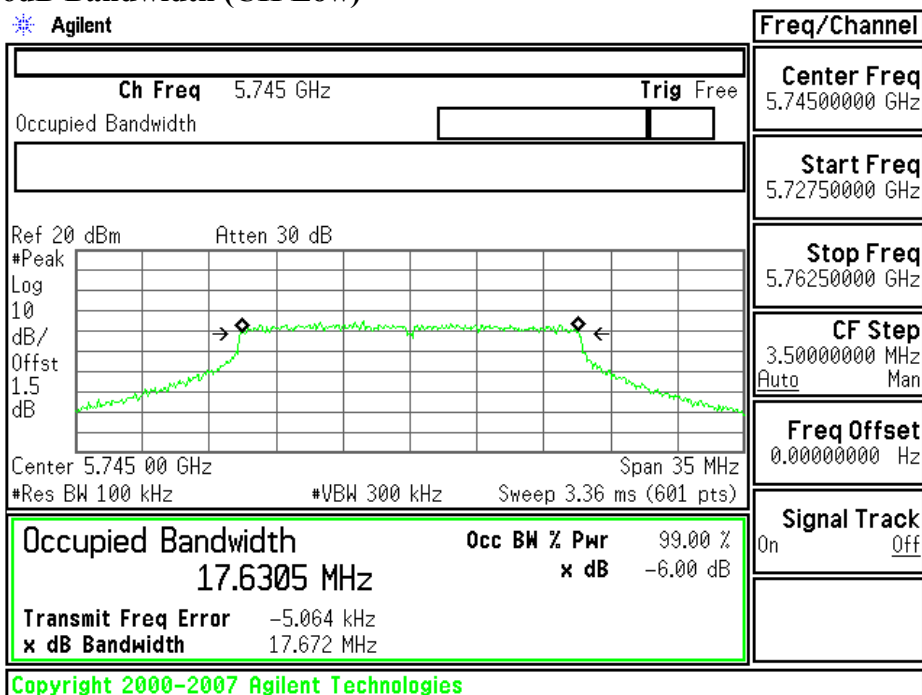 Agilent
Freq/Channel
Ch Freq 5.745 GHz Trig Free
Occupied Bandwidth
Center Freq
5.74500000 GHz
Start Freq
5.72750000 GHz
Stop Freq
5.76250000 GHz
CF Step
3.50000000 MHz
Auto Man
Freq Offset
0.00000000 Hz
Signal Track
On Off
Ref 20 dBm Atten 30 dB
#Peak
Log
10
dB/
Offst
1.5
dB
Center 5.745 00 GHz Span 35 MHz
#Res BW 100 kHz #VBW 300 kHz Sweep 3.36 ms (601 pts)
Occupied Bandwidth
17.6305 MHz
Occ BW % Pwr 99.00 %
x dB -6.00 dB
Transmit Freq Error -5.064 kHz
x dB Bandwidth 17.672 MHz
Copyright 2000-2007 Agilent Technologies